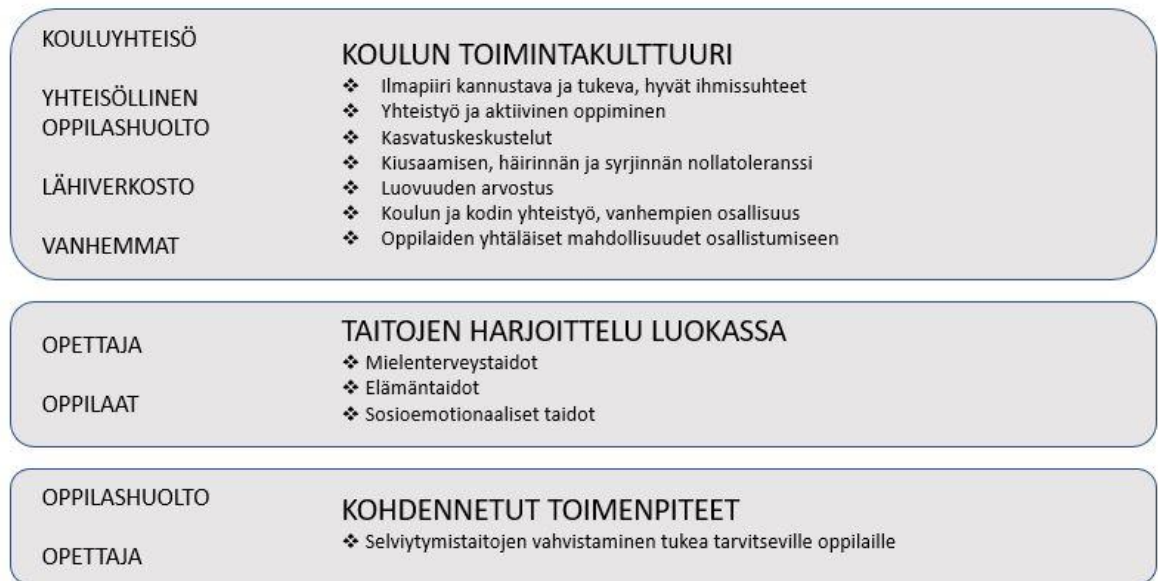 KOULUYHTEISÖ
YHTEISÖLLINEN
OPPILASHUOLTO
LÄHIVERKOSTO
VANHEMMAT
KOULUN TOIMINTAKULTTUURI
❖ Ilmapiiri kannustava ja tukeva, hyvät ihmissuhteet
❖ Yhteistyö ja aktiivinen oppiminen
❖ Kasvatuskeskustelut
❖ Kiusaamisen, häirinnän ja syrjinnän nollatoleranssi
❖ Luovuuden arvostus
❖ Koulun ja kodin yhteistyö, vanhempien osallisuus
❖ Oppilaiden yhtäläiset mahdollisuudet osallistumiseen
OPETTAJA
OPPILAAT
TAITOJEN HARJOITTELU LUOKASSA
❖ Mielenterveystaidot
❖ Elämäntaidot
❖ Sosioemotionaaliset taidot
OPPILASHUOLTO
OPETTAJA
KOHDENNETUT TOIMENPITEET
❖ Selviytymistaitojen vahvistaminen tukea tarvitseville oppilaille